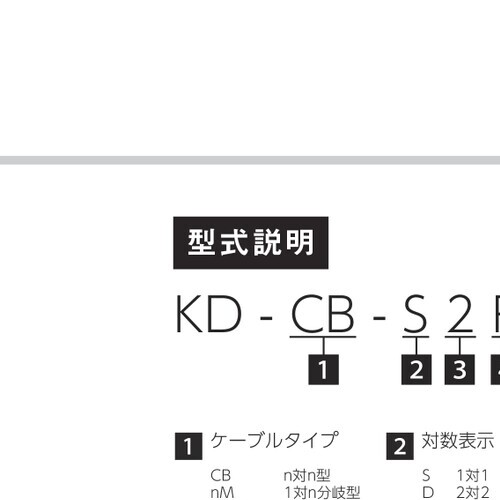 型式説明
KD - CB - S 2
1 2 3
1 ケーブルタイプ 2 対数表示
CB n対n型 S 1対1
nM 1対n分岐型 D 2対2